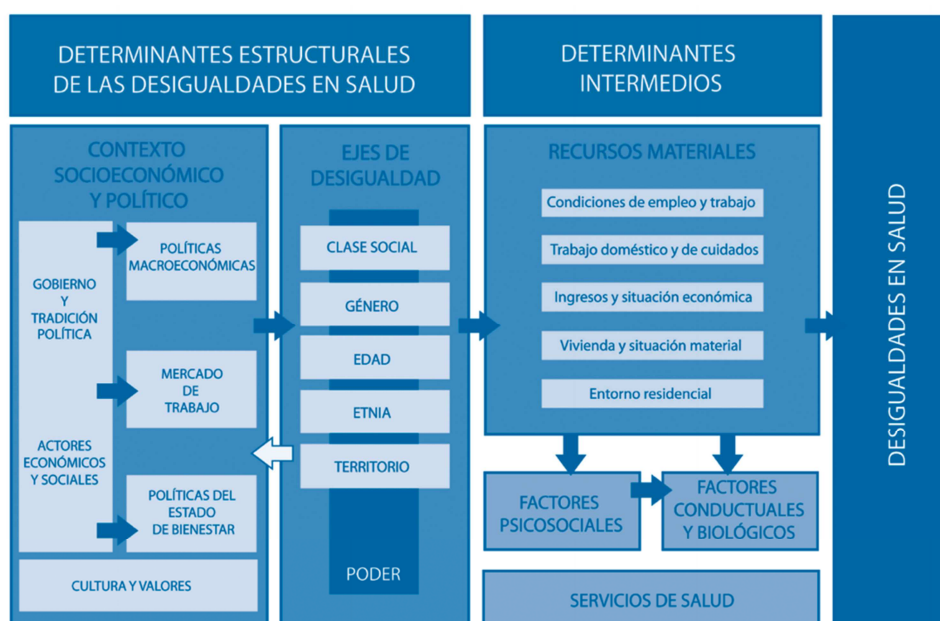 DETERMINANTES ESTRUCTURALES
DE LAS DESIGUALDADES EN SALUD
DETERMINANTES
INTERMEDIOS
CONTEXTO
SOCIOECONÓMICO
Y POLÍTICO
GOBIERNO
Y
TRADICIÓN
POLÍTICA
ACTORES
ECONÓMICOS
Y SOCIALES
POLÍTICAS
MACROECONÓMICAS
MERCADO
DE
TRABAJO
POLÍTICAS DEL
ESTADO
DE BIENESTAR
CULTURA Y VALORES
EJES DE
DESIGUALDAD
CLASE SOCIAL
GÉNERO
EDAD
ETNIA
TERRITORIO
PODER
RECURSOS MATERIALES
Condiciones de empleo y trabajo
Trabajo doméstico y de cuidados
Ingresos y situación económica
Vivienda y situación material
Entorno residencial
FACTORES
PSICOSOCIALES
FACTORES
CONDUCTUALES
Y BIOLÓGICOS
SERVICIOS DE SALUD
DESIGUALDADES EN SALUD